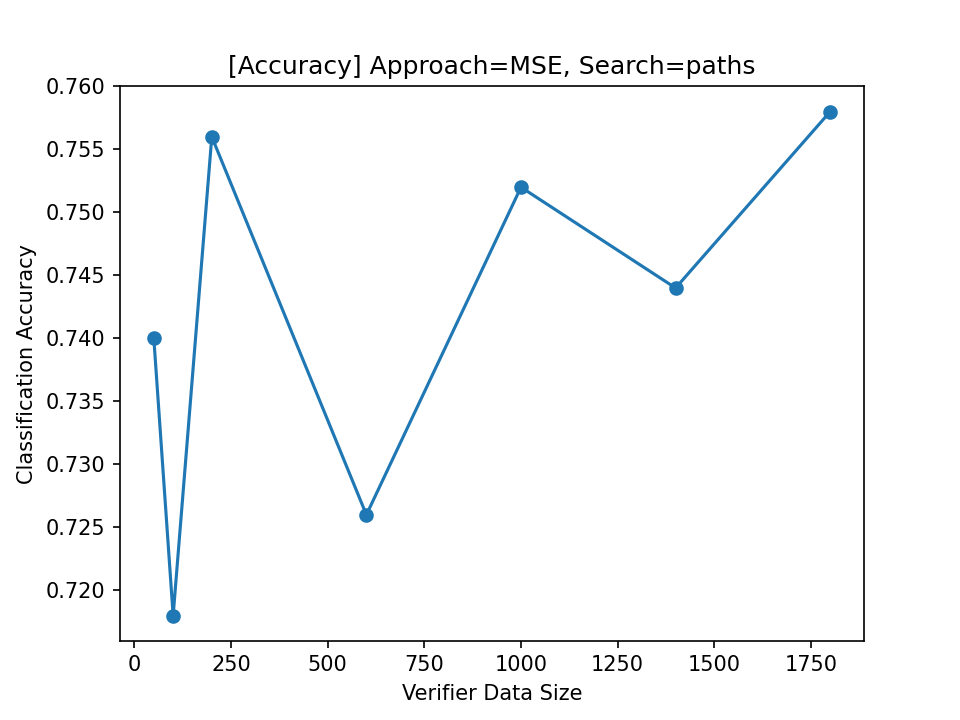 [Accuracy] Approach=MSE, Search=paths
0.760
0.755
0.750
0.745
0.740
0.735
0.730
0.725
0.720
Classification Accuracy
0 250 500 750 1000 1250 1500 1750
Verifier Data Size